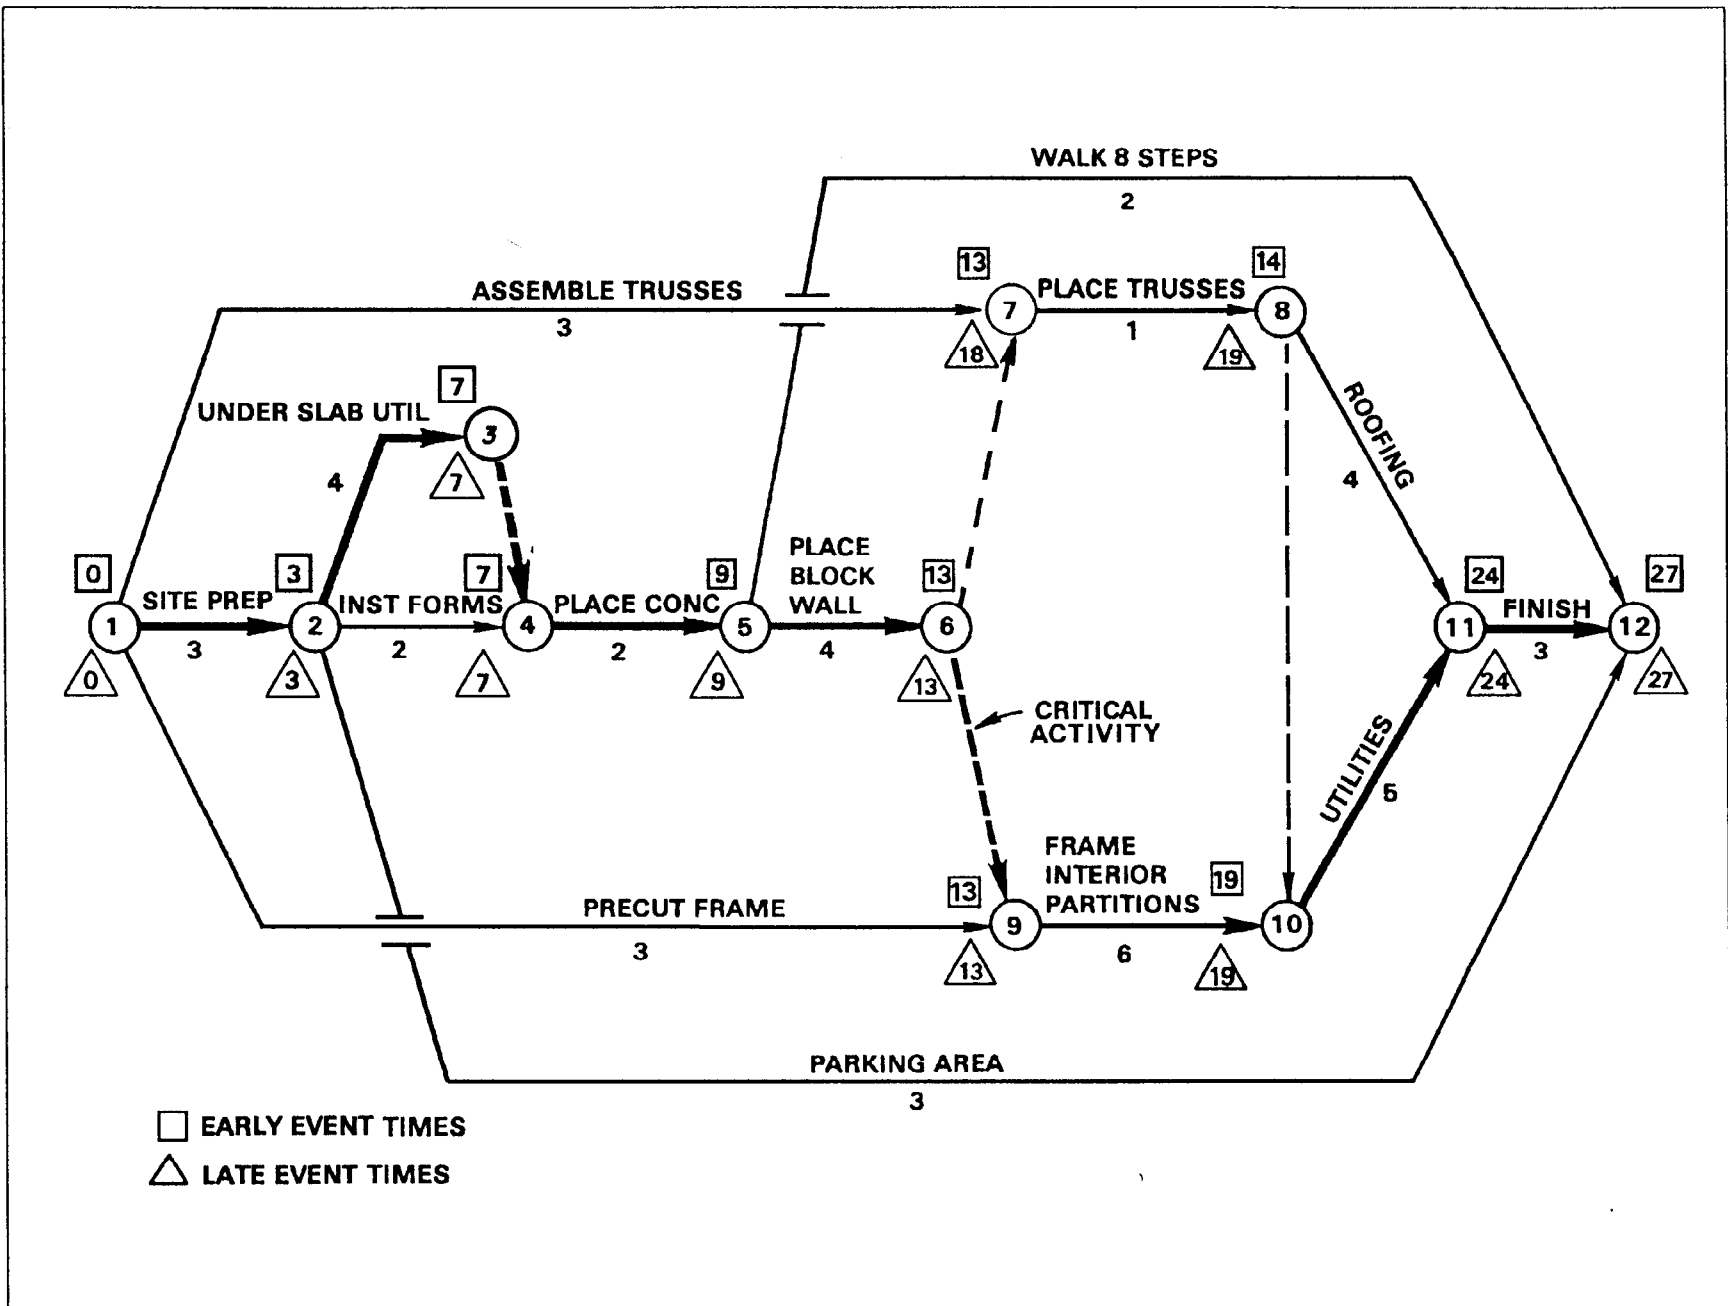 WALK 8 STEPS
2
13
14
ASSEMBLE TRUSSES
3
7
PLACE TRUSSES
1
8
18
19
7
UNDER SLAB UTIL
3
4
7
ROOFING
4
0
3
7
9
PLACE
BLOCK
WALL
13
24
27
1
SITE PREP
3
2
INST FORMS
2
4
PLACE CONC
2
5
4
6
11
FINISH
3
12
0
3
7
9
13
24
27
CRITICAL
ACTIVITY
UTILITIES
5
FRAME
INTERIOR
PARTITIONS
13
19
PRECUT FRAME
3
9
6
10
13
19
PARKING AREA
3
EARLY EVENT TIMES
LATE EVENT TIMES